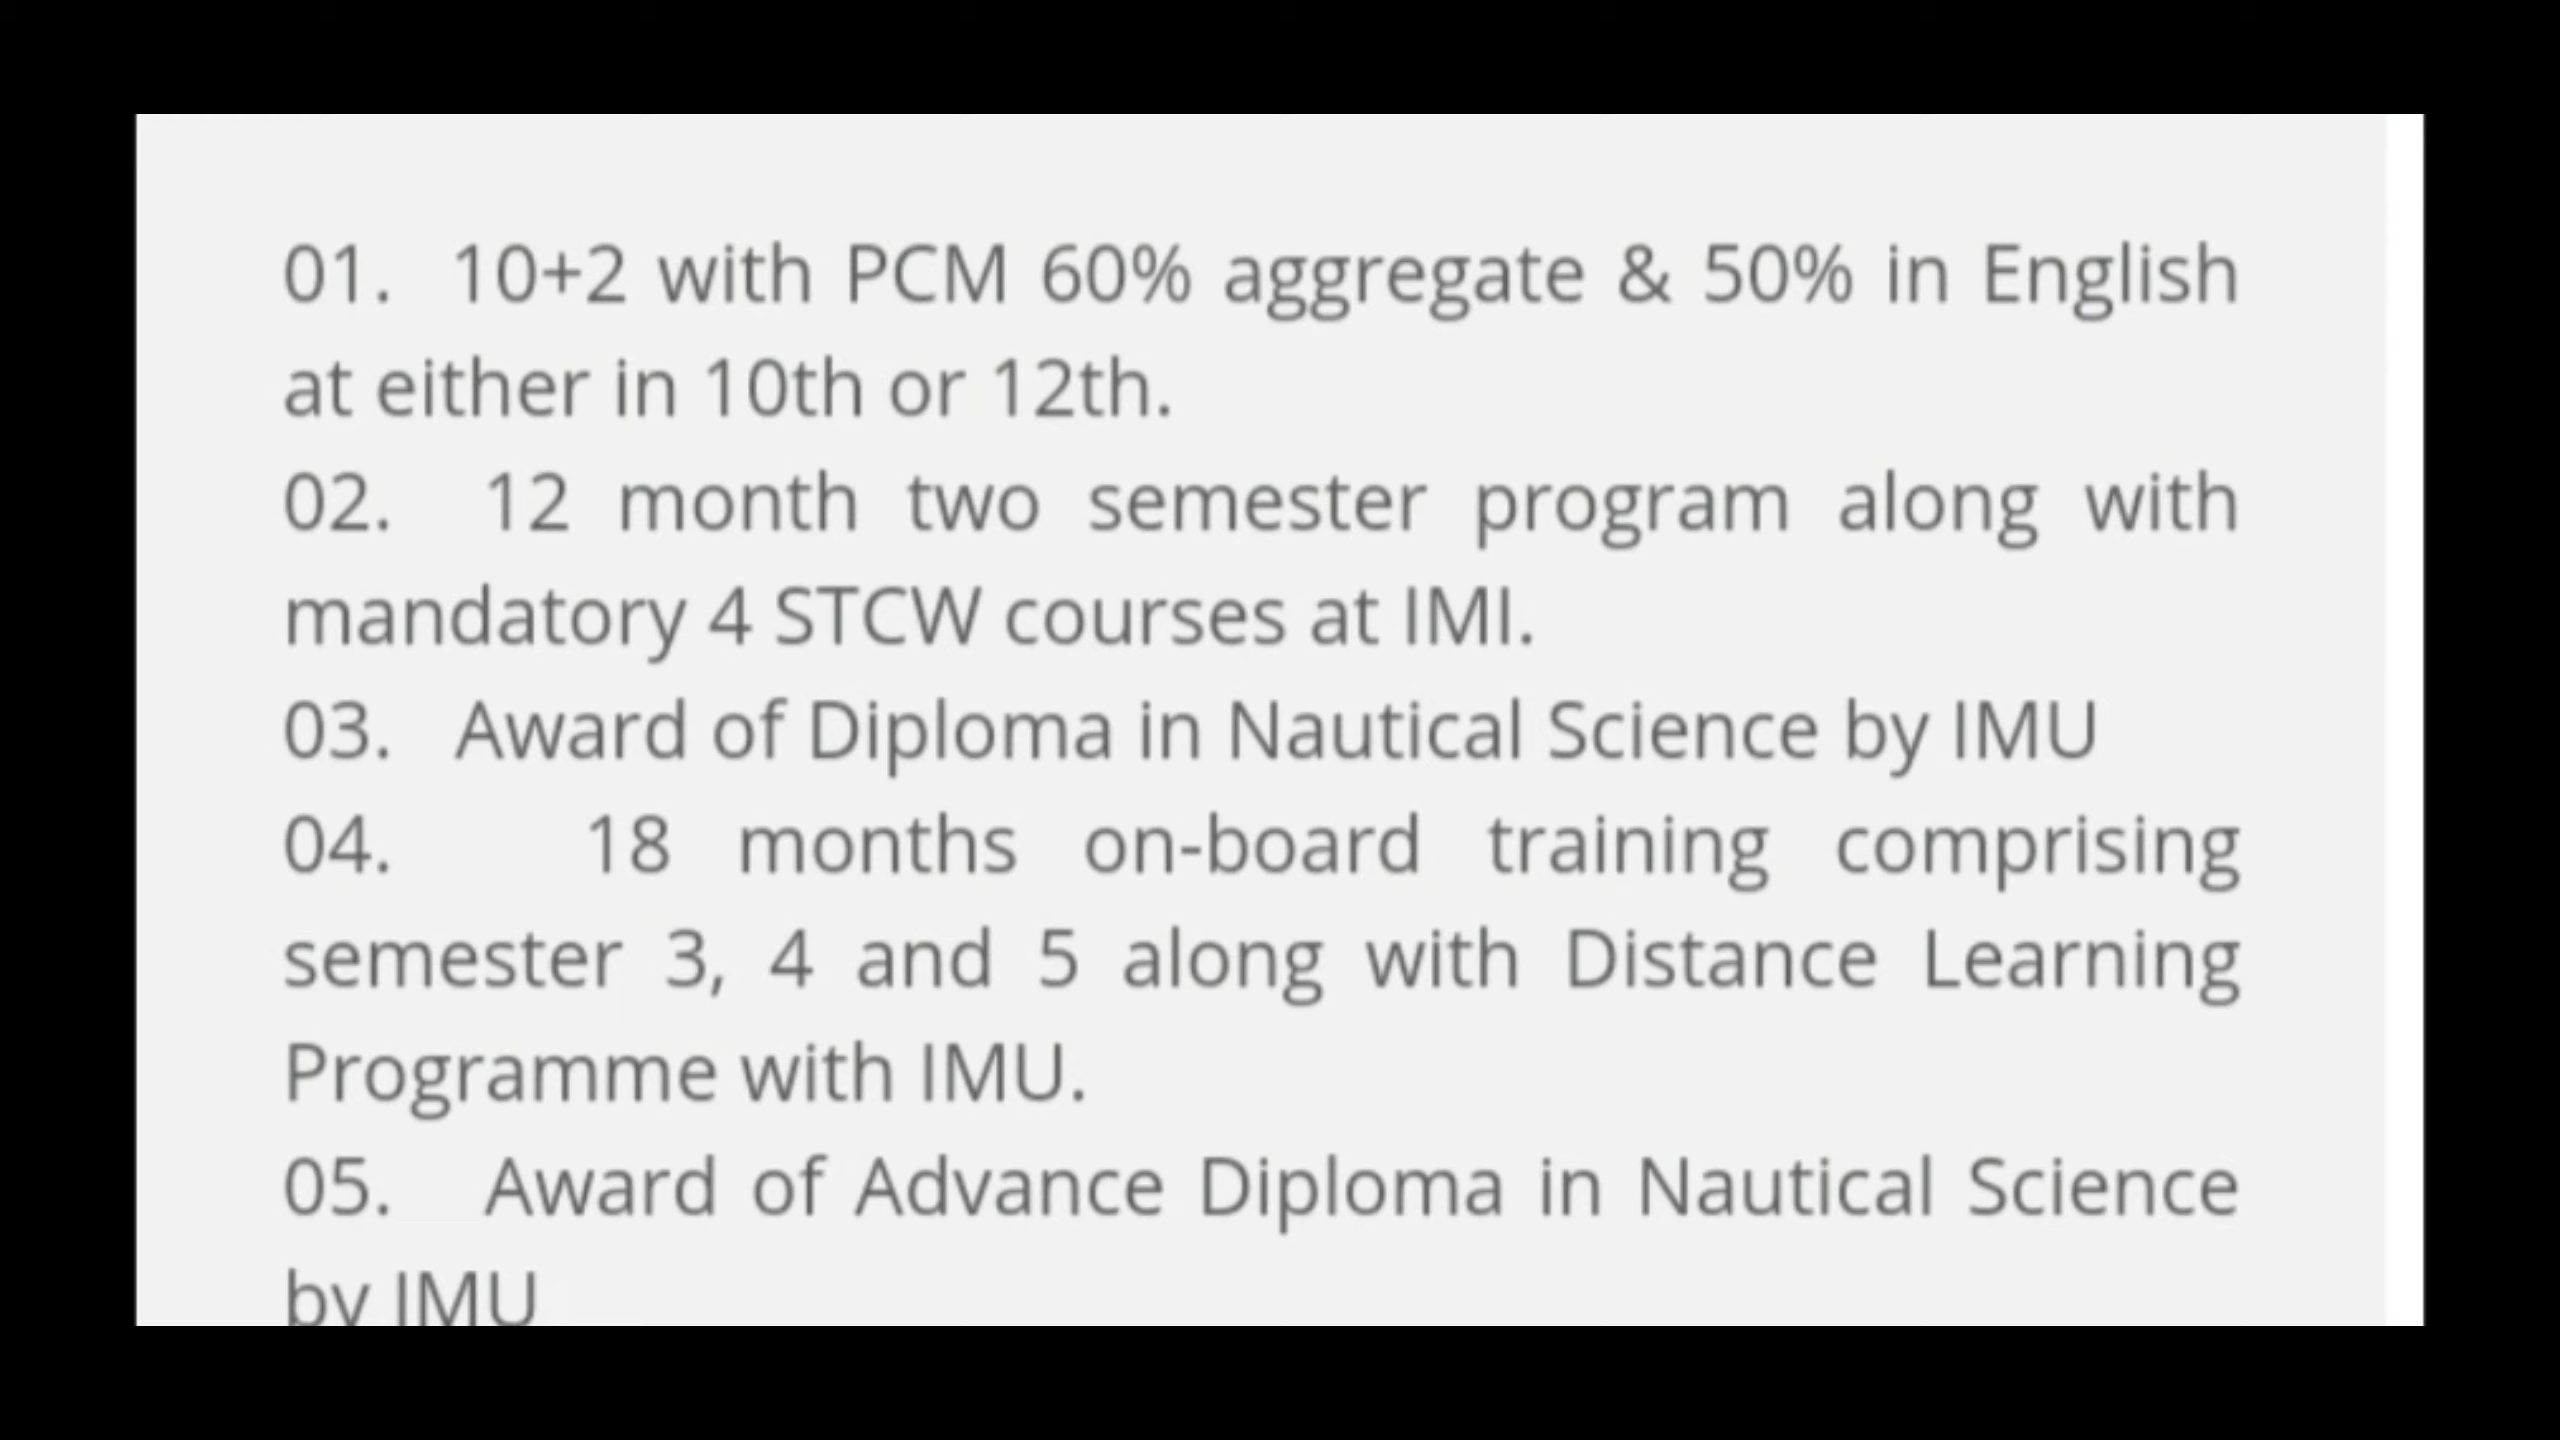 01. 10+2 with PCM 60% aggregate & 50% in English
at either in 10th or 12th.
02. 12 month two semester program along with
mandatory 4 STCW courses at IMI.
03. Award of Diploma in Nautical Science by IMU
04. 18 months on-board training comprising
semester 3, 4 and 5 along with Distance Learning
Programme with IMU.
05. Award of Advance Diploma in Nautical Science
by IMU